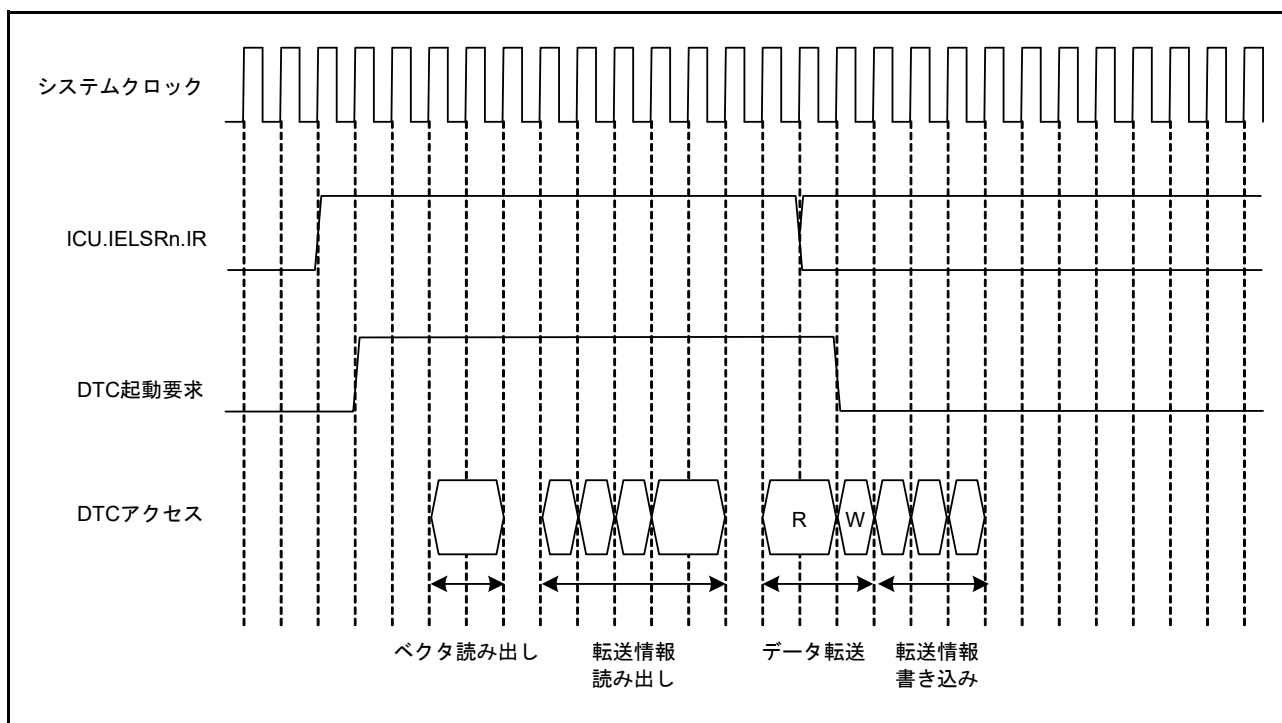 システムクロック
ICU.IELSRn.IR
DTC起動要求
DTCアクセス
R
W
ベクタ読み出し
転送情報
読み出し
データ転送
転送情報
書き込み